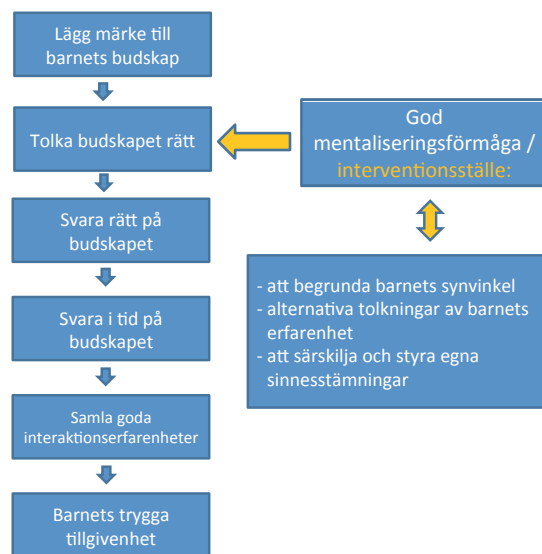 Lägg märke till
barnets budskap
Tolka budskapet rätt
Svara rätt på
budskapet
Svara i tid på
budskapet
Samla goda
interaktionserfarenheter
Barnets trygga
tillgivenhet
God
mentaliseringsförmåga /
interventionsställe:
- att begrunda barnets synvinkel
- alternativa tolkningar av barnets
erfarenhet
- att särskilja och styra egna
sinnesstämningar